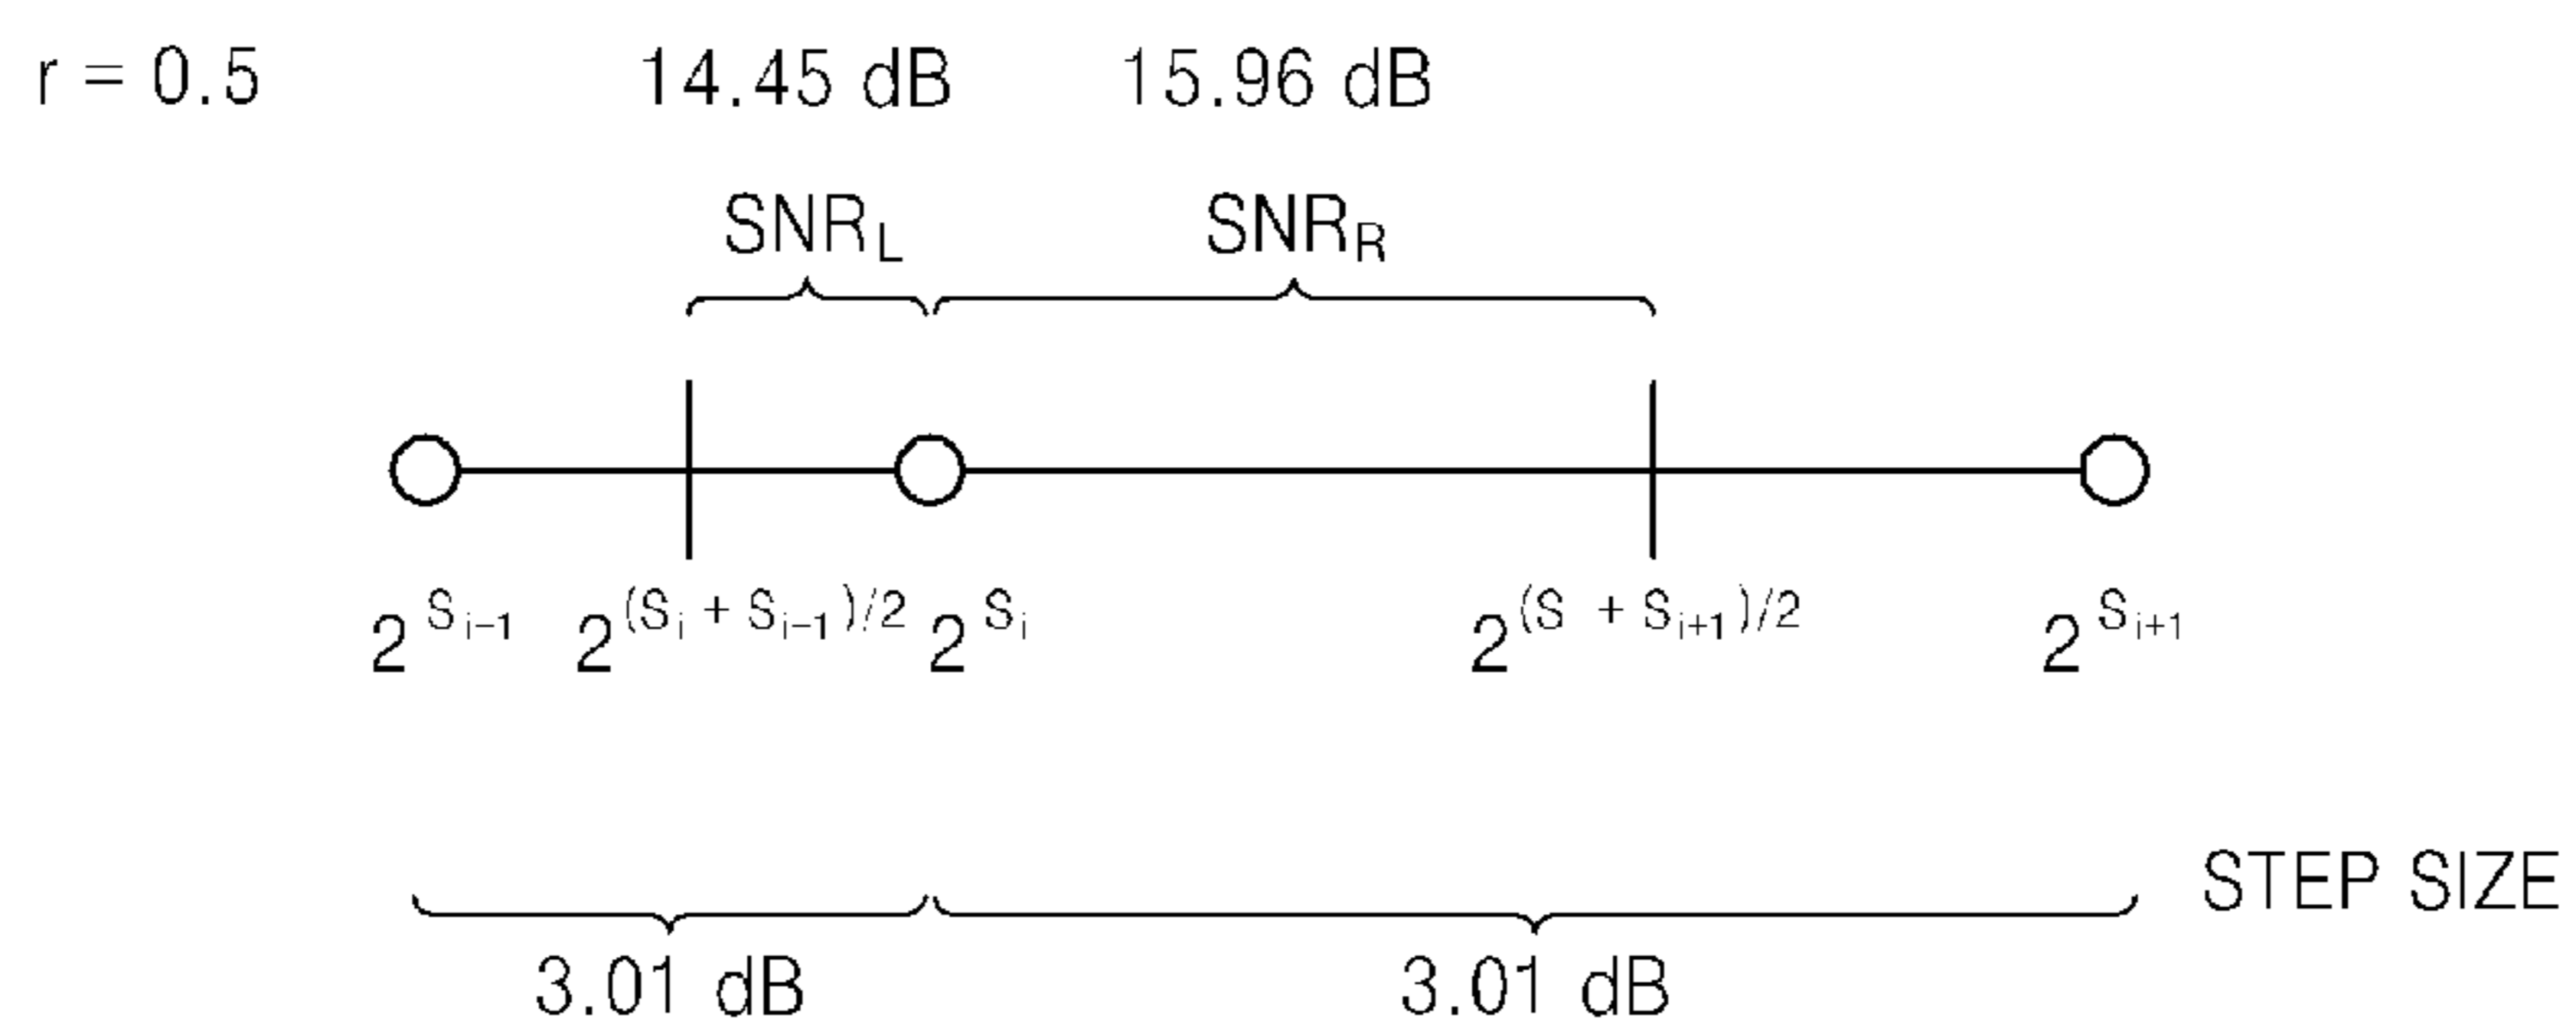 r = 0.5 14.45 dB 15.96 dB
SNR_L SNR_R
2^{S_{i-1}} 2^{(S_i + S_{i-1})/2} 2^{S_i} 2^{(S + S_{i+1})/2} 2^{S_{i+1}}
STEP SIZE
3.01 dB 3.01 dB